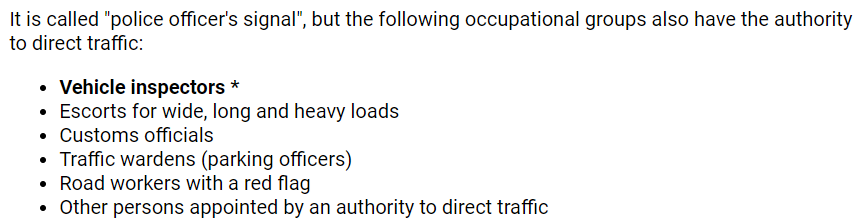 It is called "police officer's signal", but the following occupational groups also have the authority
to direct traffic:
• Vehicle inspectors *
• Escorts for wide, long and heavy loads
• Customs officials
• Traffic wardens (parking officers)
• Road workers with a red flag
• Other persons appointed by an authority to direct traffic